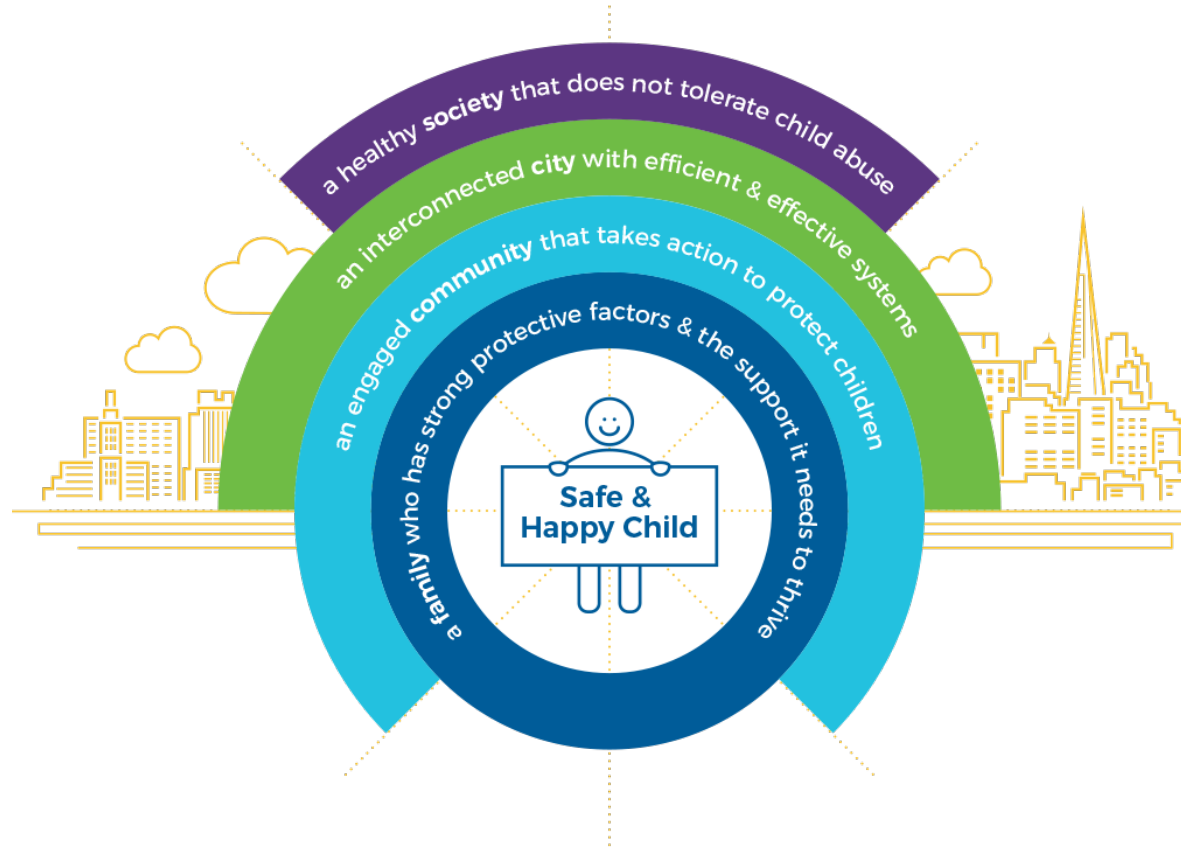 a healthy society that does not tolerate child abuse
an interconnected city with efficient & effective systems
an engaged community that takes action to protect children
a family who has strong protective factors & the support it needs to thrive
Safe &
Happy Child